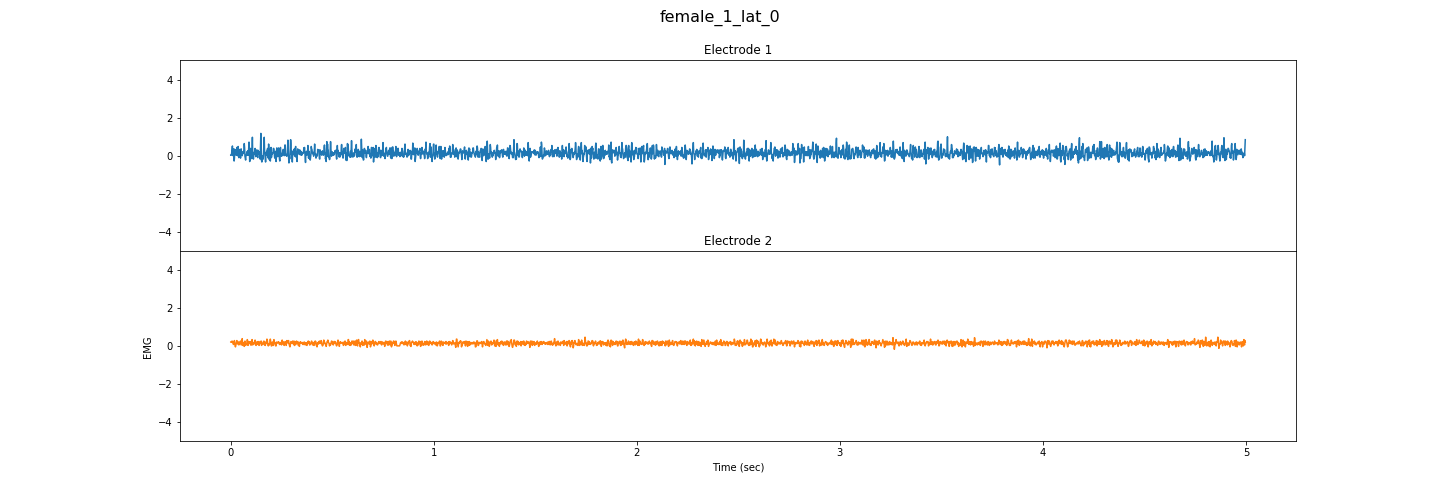 female_1_lat_0
Electrode 1
4
2
0
−2
−4
Electrode 2
4
2
0
−2
−4
EMG
0 1 2 3 4 5
Time (sec)